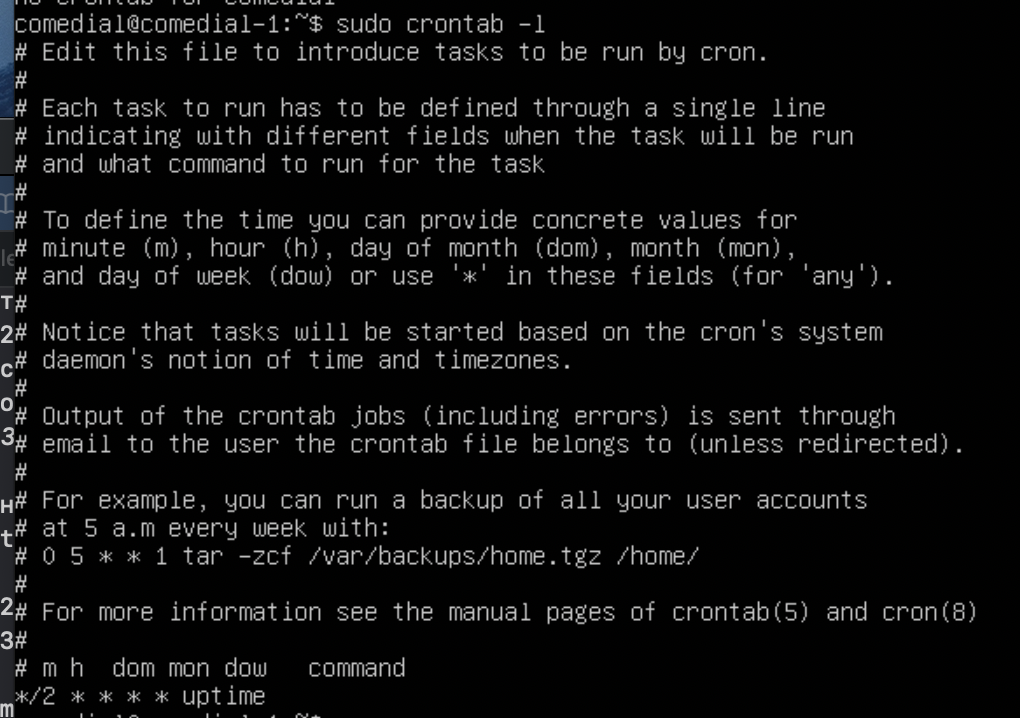 no crontab for comedial
comedial@comedial-1:~$ sudo crontab -l
# Edit this file to introduce tasks to be run by cron.
#
# Each task to run has to be defined through a single line
# indicating with different fields when the task will be run
# and what command to run for the task
#
# To define the time you can provide concrete values for
# minute (m), hour (h), day of month (dom), month (mon),
# and day of week (dow) or use '*' in these fields (for 'any').
#
# Notice that tasks will be started based on the cron's system
# daemon's notion of time and timezones.
#
# Output of the crontab jobs (including errors) is sent through
# email to the user the crontab file belongs to (unless redirected).
#
# For example, you can run a backup of all your user accounts
# at 5 a.m every week with:
# 0 5 * * 1 tar -zcf /var/backups/home.tgz /home/
#
# For more information see the manual pages of crontab(5) and cron(8)
#
# m h  dom mon dow   command
*/2 * * * * uptime
comedial@comedial-1:~$